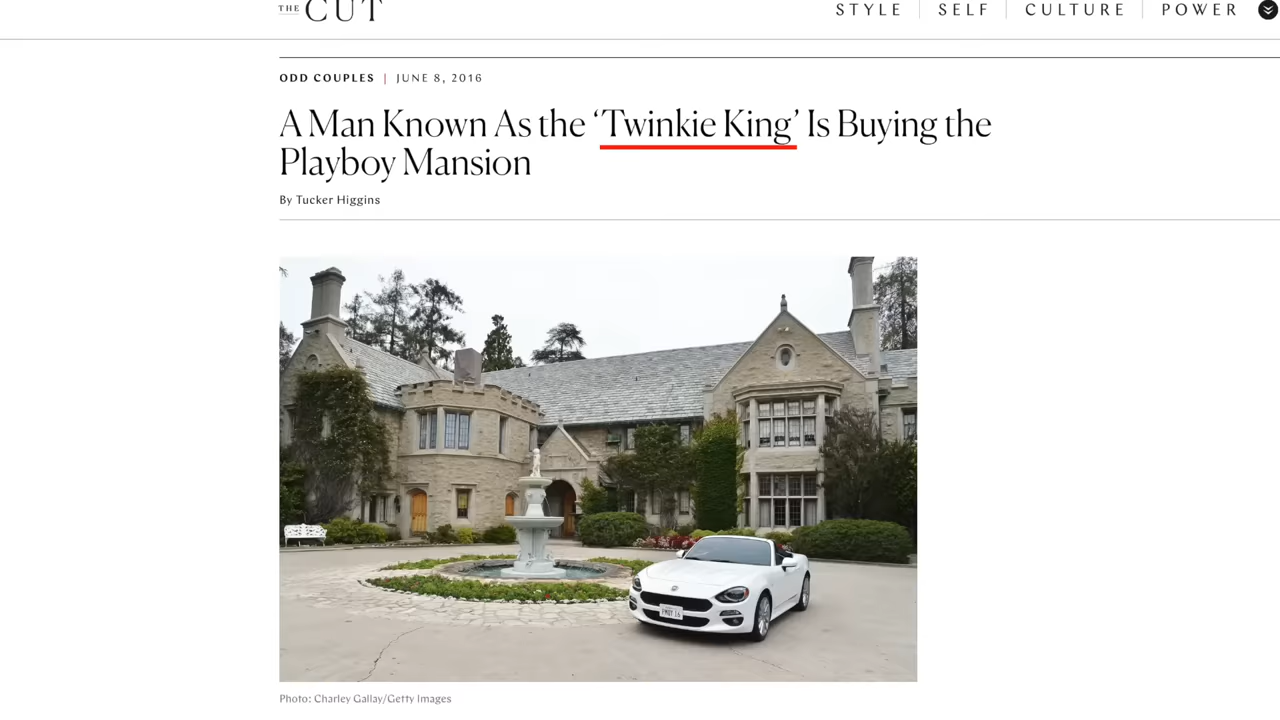 THE CUT
STYLE SELF CULTURE POWER
ODD COUPLES | JUNE 8, 2016
A Man Known As the ‘Twinkie King’ Is Buying the
Playboy Mansion
By Tucker Higgins
Photo: Charley Gallay/Getty Images